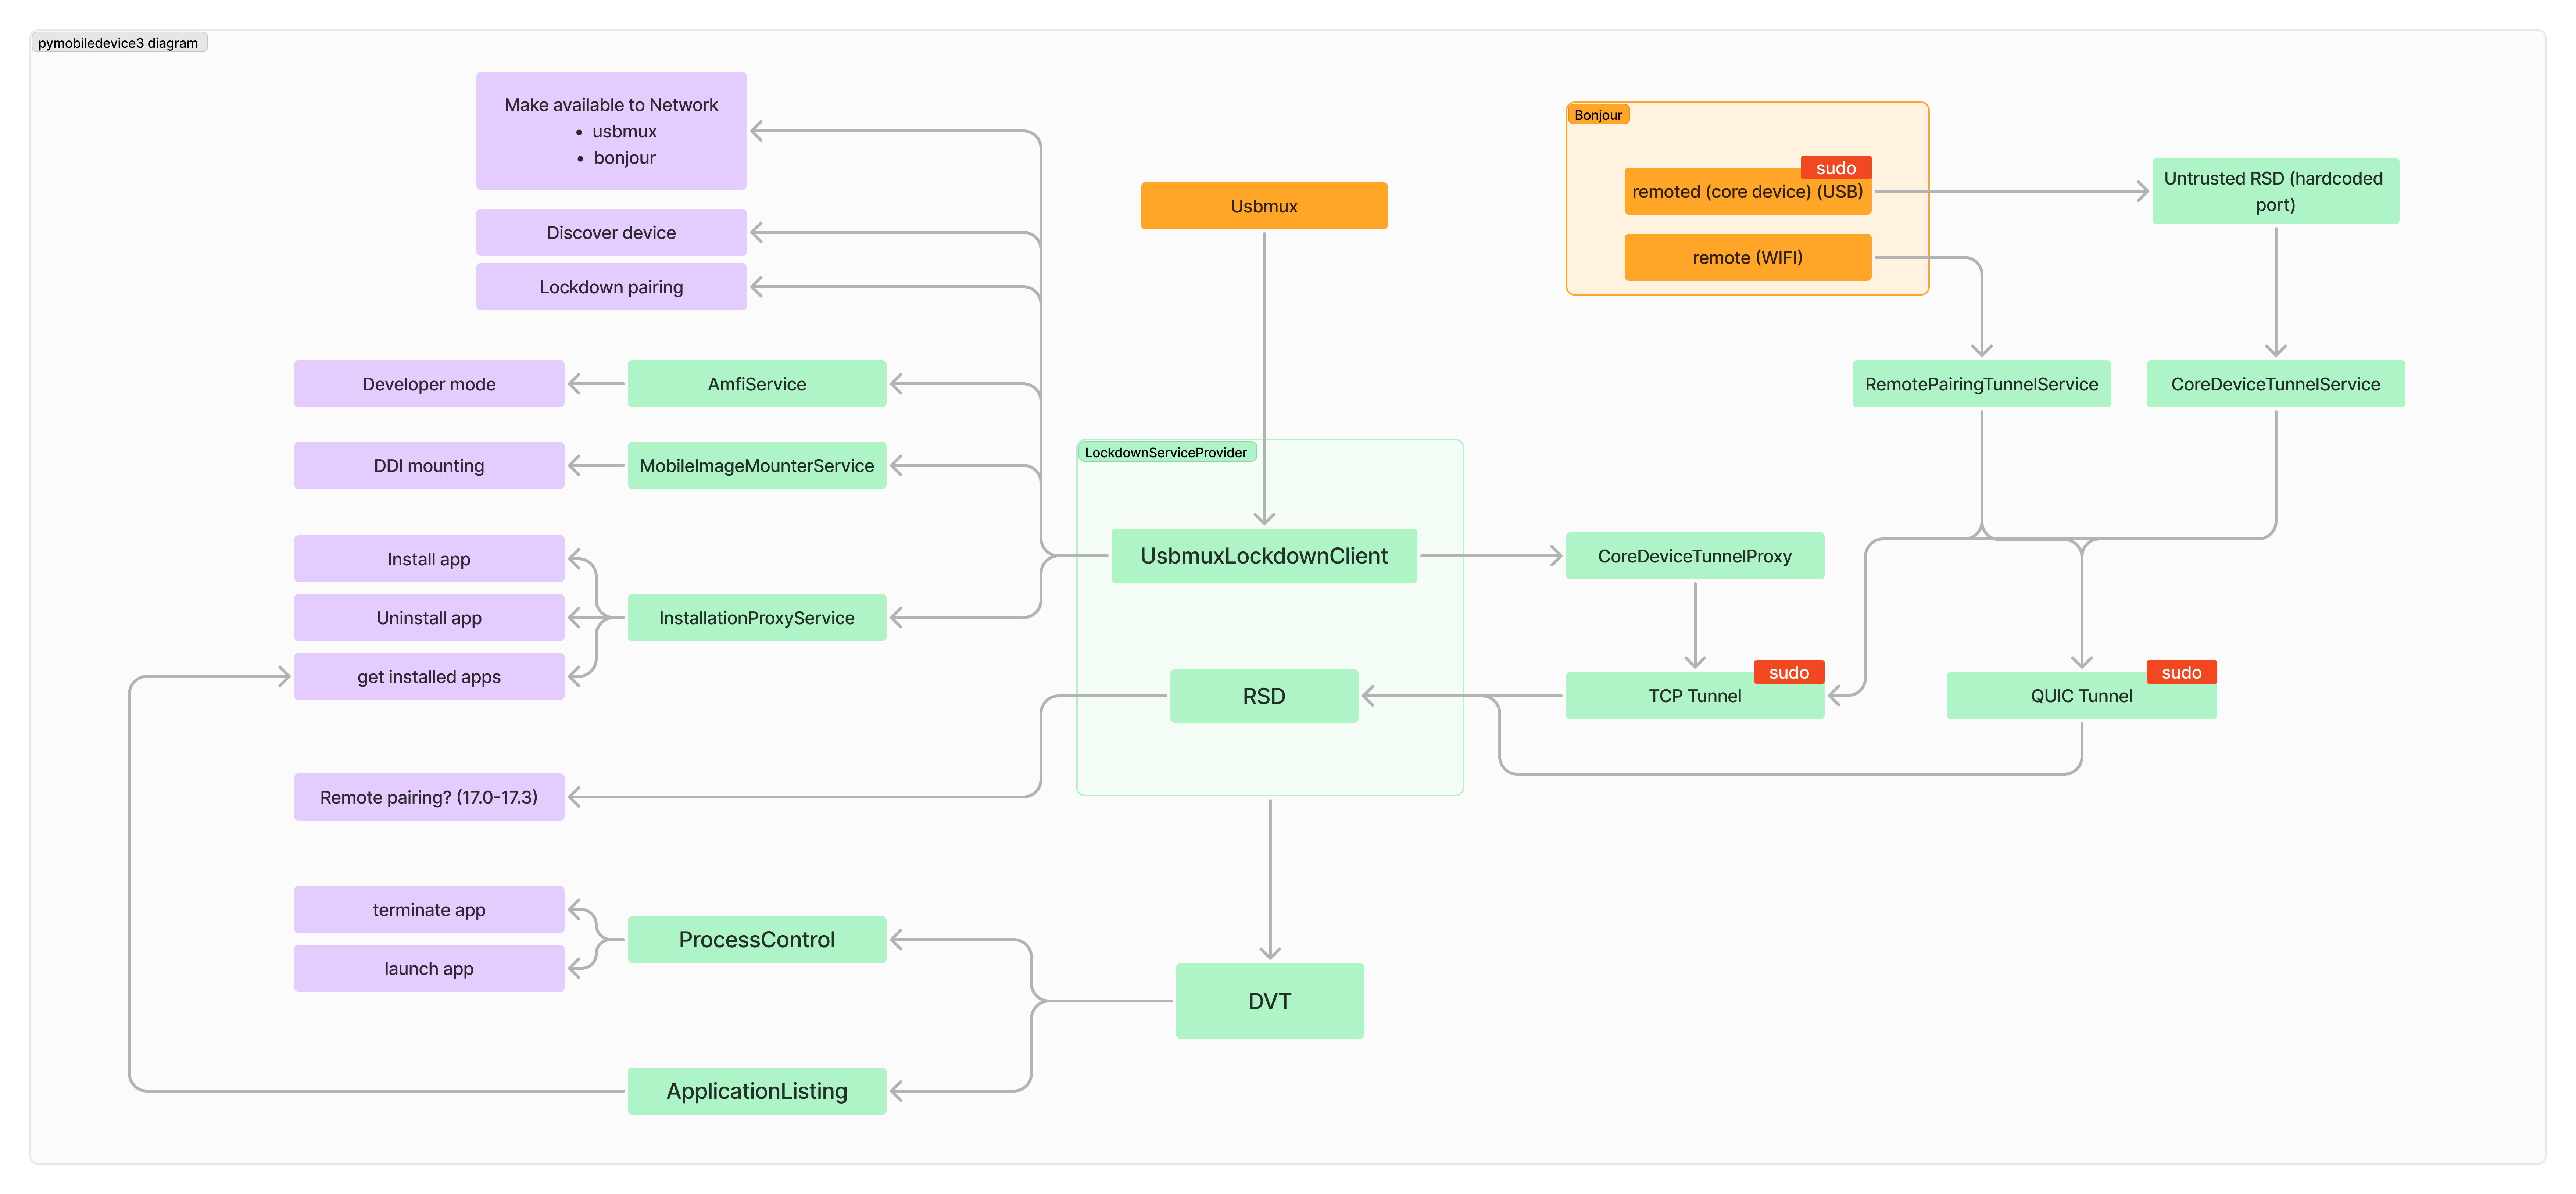 pymobiledevice3 diagram
Make available to Network
• usbmux
• bonjour
Discover device
Lockdown pairing
Usbmux
Bonjour
sudo
remoted (core device) (USB)
remote (WIFI)
Untrusted RSD (hardcoded
port)
Developer mode
AmfiService
RemotePairingTunnelService
CoreDeviceTunnelService
DDI mounting
MobileImageMounterService
LockdownServiceProvider
UsbmuxLockdownClient
CoreDeviceTunnelProxy
Install app
Uninstall app
get installed apps
InstallationProxyService
RSD
sudo
TCP Tunnel
sudo
QUIC Tunnel
Remote pairing? (17.0-17.3)
terminate app
launch app
ProcessControl
DVT
ApplicationListing